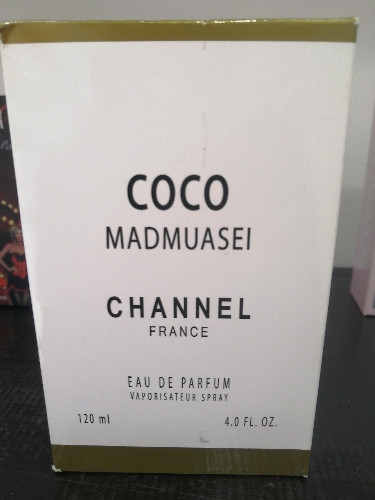 COCO
MADMUASEI
CHANNEL
FRANCE
EAU DE PARFUM
VAPORISATEUR SPRAY
120 ml 4.0 FL. OZ.